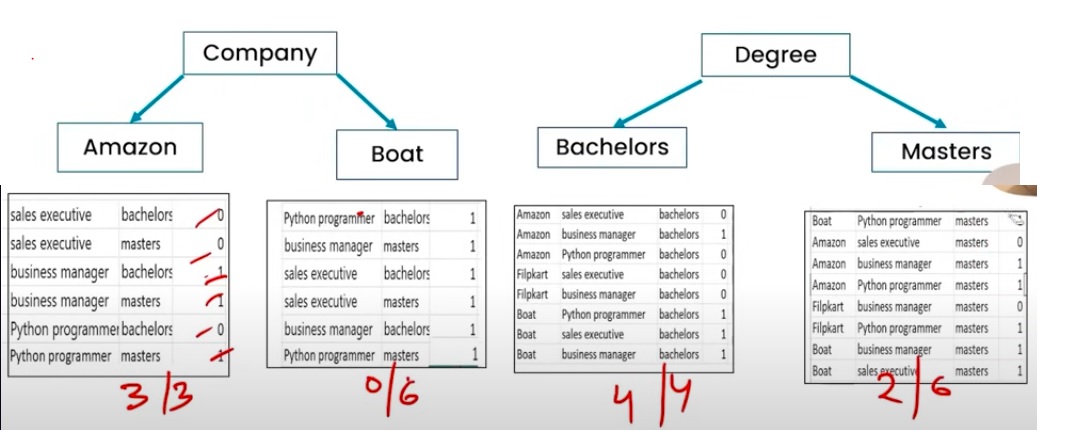 Company
Degree
Amazon
Boat
Bachelors
Masters
sales executive bachelors 0
sales executive masters 0
business manager bachelors 1
business manager masters 1
Python programmer bachelors 0
Python programmer masters 1
3/3
Python programmer bachelors 1
business manager masters 1
sales executive bachelors 1
sales executive masters 1
business manager bachelors 1
Python programmer masters 1
0/6
Amazon sales executive bachelors 0
Amazon business manager bachelors 1
Amazon Python programmer bachelors 0
Filpkart sales executive bachelors 0
Filpkart business manager bachelors 0
Boat Python programmer bachelors 1
Boat sales executive bachelors 1
Boat business manager bachelors 1
4/4
Boat Python programmer masters
Amazon sales executive masters 0
Amazon business manager masters 1
Amazon Python programmer masters 1
Filpkart business manager masters 0
Filpkart Python programmer masters 1
Boat business manager masters 1
Boat sales executive masters 1
2/6